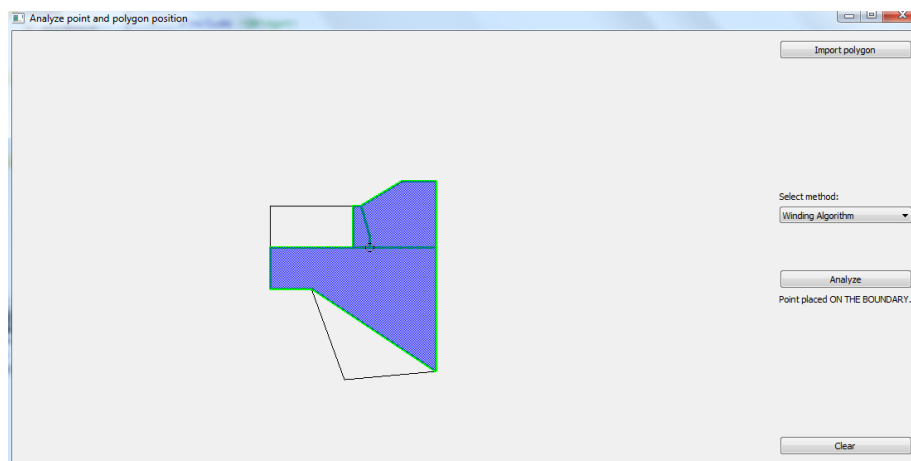 Analyze point and polygon position
Import polygon
Select method:
Winding Algorithm
Analyze
Point placed ON THE BOUNDARY.
Clear